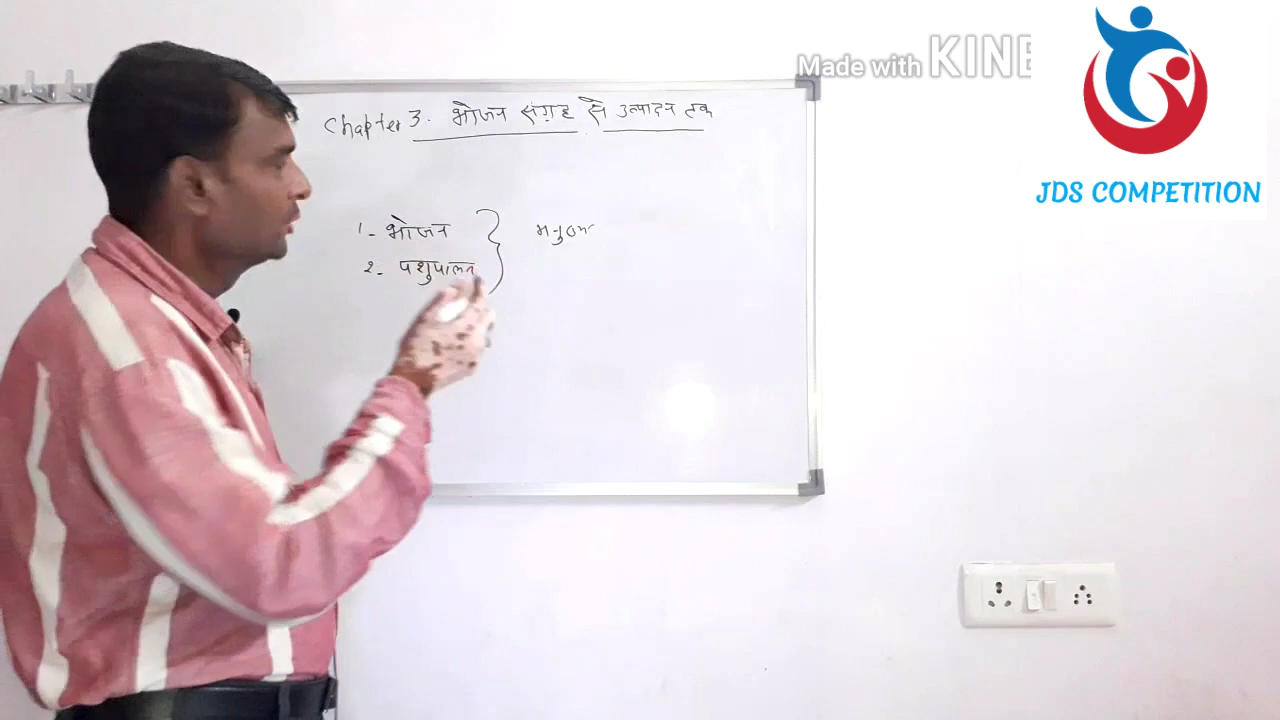 Made with KINE
JDS COMPETITION
Chapter 3. भोजन संग्रह से उत्पादन तक
1- भोजन
2- पशुपालन
मनुष्य